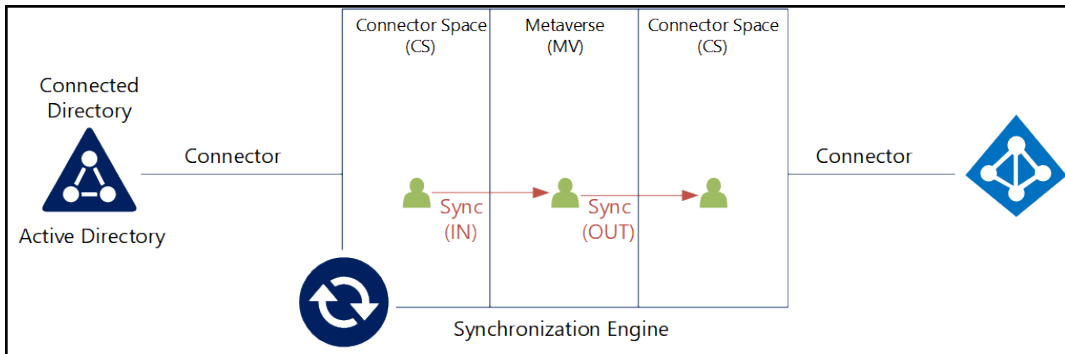 Connector Space
(CS)
Metaverse
(MV)
Connector Space
(CS)
Connected
Directory
Connector
Connector
Active Directory
Sync
(IN)
Sync
(OUT)
Synchronization Engine